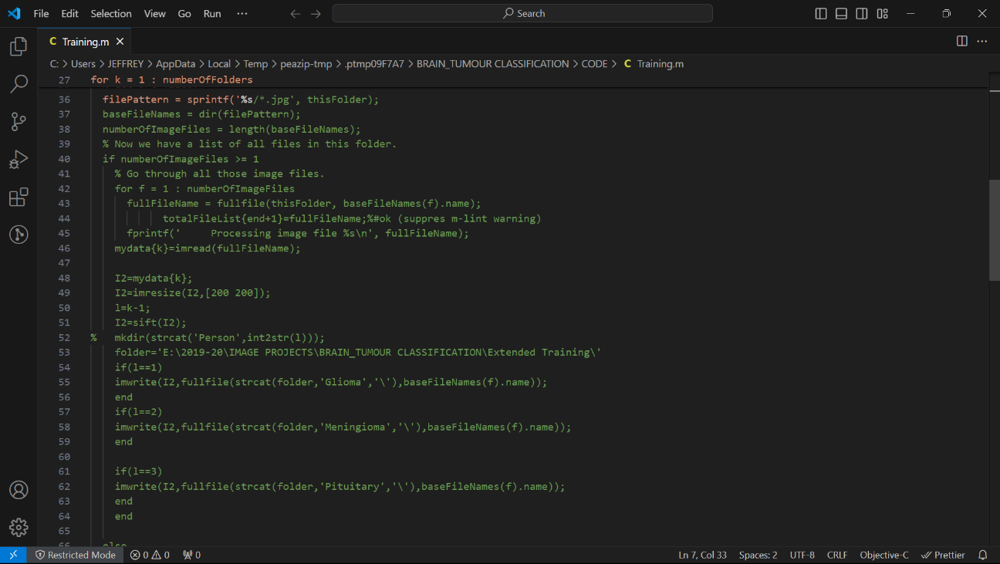 File Edit Selection View Go Run ··· Search
C Training.m
C: > Users > JEFFREY > AppData > Local > Temp > peazip-tmp > .ptmp09F7A7 > BRAIN_TUMOUR CLASSIFICATION > CODE > C Training.m
27 for k = 1 : numberOfFolders
36 filePattern = sprintf('%s/*.jpg', thisFolder);
37 baseFileNames = dir(filePattern);
38 numberOfImageFiles = length(baseFileNames);
39 % Now we have a list of all files in this folder.
40 if numberOfImageFiles >= 1
41 % Go through all those image files.
42 for f = 1 : numberOfImageFiles
43 fullFileName = fullfile(thisFolder, baseFileNames(f).name);
44 totalFileList{end+1}=fullFileName;%#ok (suppres m-lint warning)
45 fprintf('     Processing image file %s\n', fullFileName);
46 mydata{k}=imread(fullFileName);
47
48 I2=mydata{k};
49 I2=imresize(I2,[200 200]);
50 l=k-1;
51 I2=sift(I2);
52 % mkdir(strcat('Person',int2str(l)));
53 folder='E:\2019-20\IMAGE PROJECTS\BRAIN_TUMOUR CLASSIFICATION\Extended Training\'
54 if(l==1)
55 imwrite(I2,fullfile(strcat(folder,'Glioma','\'),baseFileNames(f).name));
56 end
57 if(l==2)
58 imwrite(I2,fullfile(strcat(folder,'Meningioma','\'),baseFileNames(f).name));
59 end
60
61 if(l==3)
62 imwrite(I2,fullfile(strcat(folder,'Pituitary','\'),baseFileNames(f).name));
63 end
64 end
65
66 else
Restricted Mode 0 0 0 Ln 7, Col 33 Spaces: 2 UTF-8 CRLF Objective-C Prettier